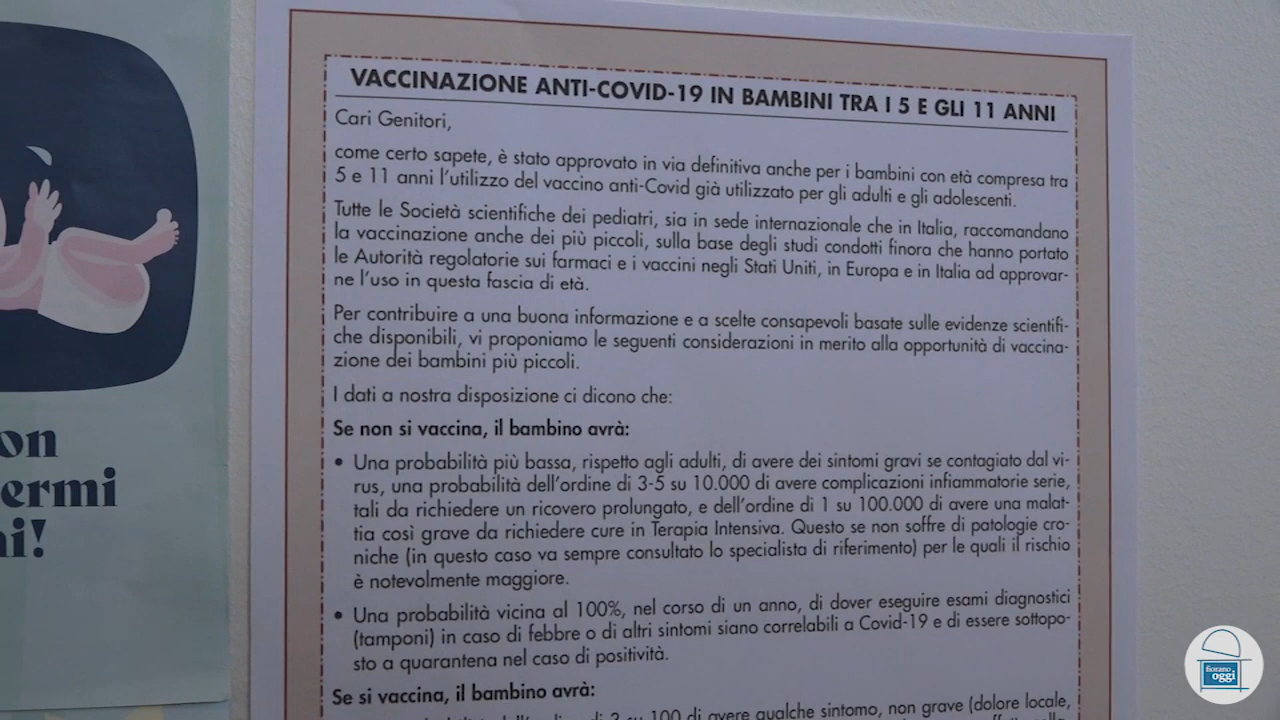 VACCINAZIONE ANTI-COVID-19 IN BAMBINI TRA I 5 E GLI 11 ANNI
Cari Genitori,
come certo sapete, è stato approvato in via definitiva anche per i bambini con età compresa tra
5 e 11 anni l'utilizzo del vaccino anti-Covid già utilizzato per gli adulti e gli adolescenti.
Tutte le Società scientifiche dei pediatri, sia in sede internazionale che in Italia, raccomandano
la vaccinazione anche dei più piccoli, sulla base degli studi condotti finora che hanno portato
le Autorità regolatorie sui farmaci e i vaccini negli Stati Uniti, in Europa e in Italia ad approvar-
ne l'uso in questa fascia di età.
Per contribuire a una buona informazione e a scelte consapevoli basate sulle evidenze scientifi-
che disponibili, vi proponiamo le seguenti considerazioni in merito alla opportunità di vaccina-
zione dei bambini più piccoli.
I dati a nostra disposizione ci dicono che:
Se non si vaccina, il bambino avrà:
• Una probabilità più bassa, rispetto agli adulti, di avere dei sintomi gravi se contagiato dal vi-
rus, una probabilità dell'ordine di 3-5 su 10.000 di avere complicazioni infiammatorie serie,
tali da richiedere un ricovero prolungato, e dell'ordine di 1 su 100.000 di avere una malat-
tia così grave da richiedere cure in Terapia Intensiva. Questo se non soffre di patologie cro-
niche (in questo caso va sempre consultato lo specialista di riferimento) per le quali il rischio
è notevolmente maggiore.
• Una probabilità vicina al 100%, nel corso di un anno, di dover eseguire esami diagnostici
(tamponi) in caso di febbre o di altri sintomi siano correlabili a Covid-19 e di essere sottopo-
sto a quarantena nel caso di positività.
Se si vaccina, il bambino avrà:
3 su 100 di avere qualche sintomo, non grave (dolore locale,
on
ermi
ni!
fiorano
oggi